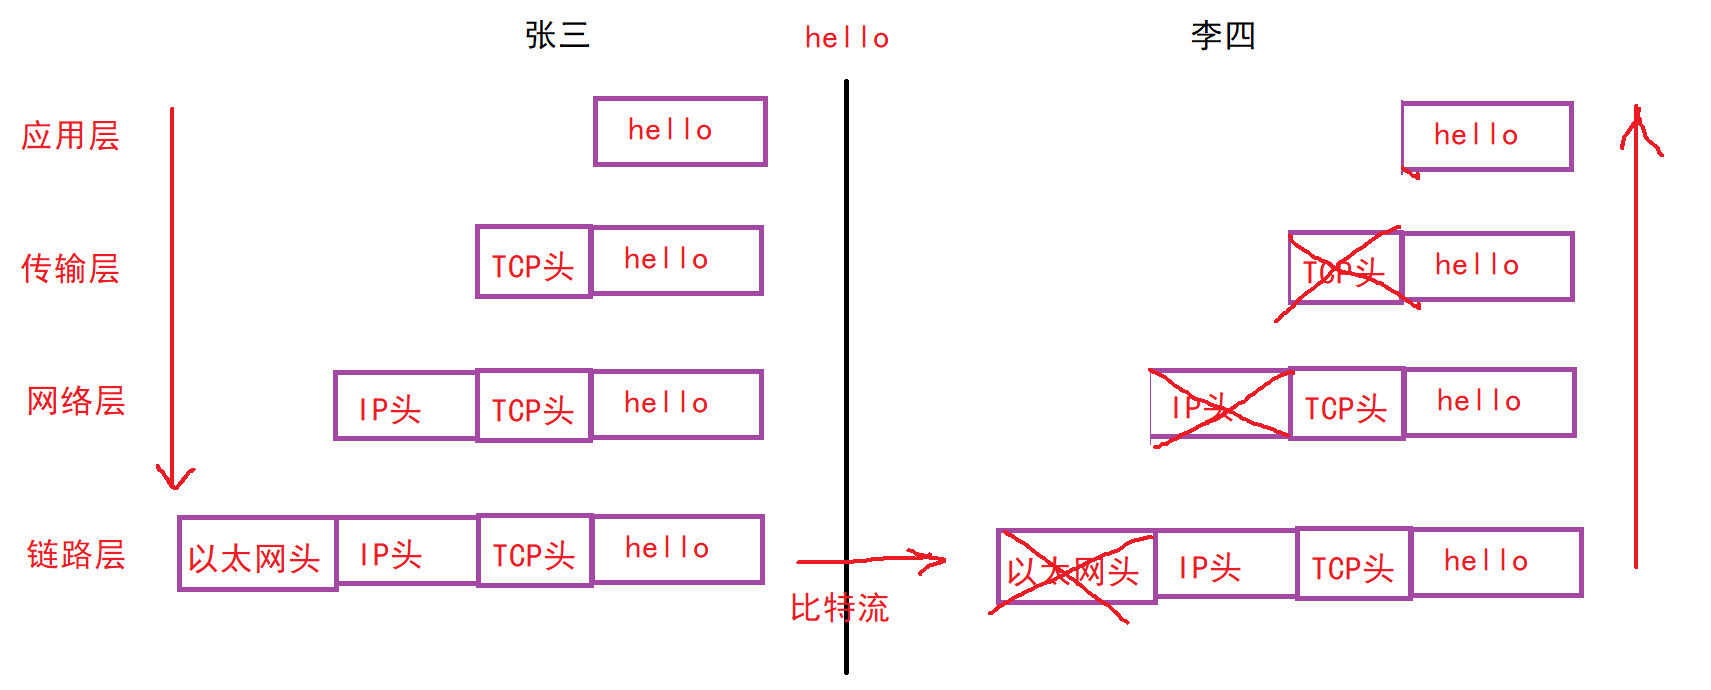 张三 hello 李四
应用层 hello hello
传输层 TCP头 hello TCP头 hello
网络层 IP头 TCP头 hello IP头 TCP头 hello
链路层 以太网头 IP头 TCP头 hello 以太网头 IP头 TCP头 hello
比特流